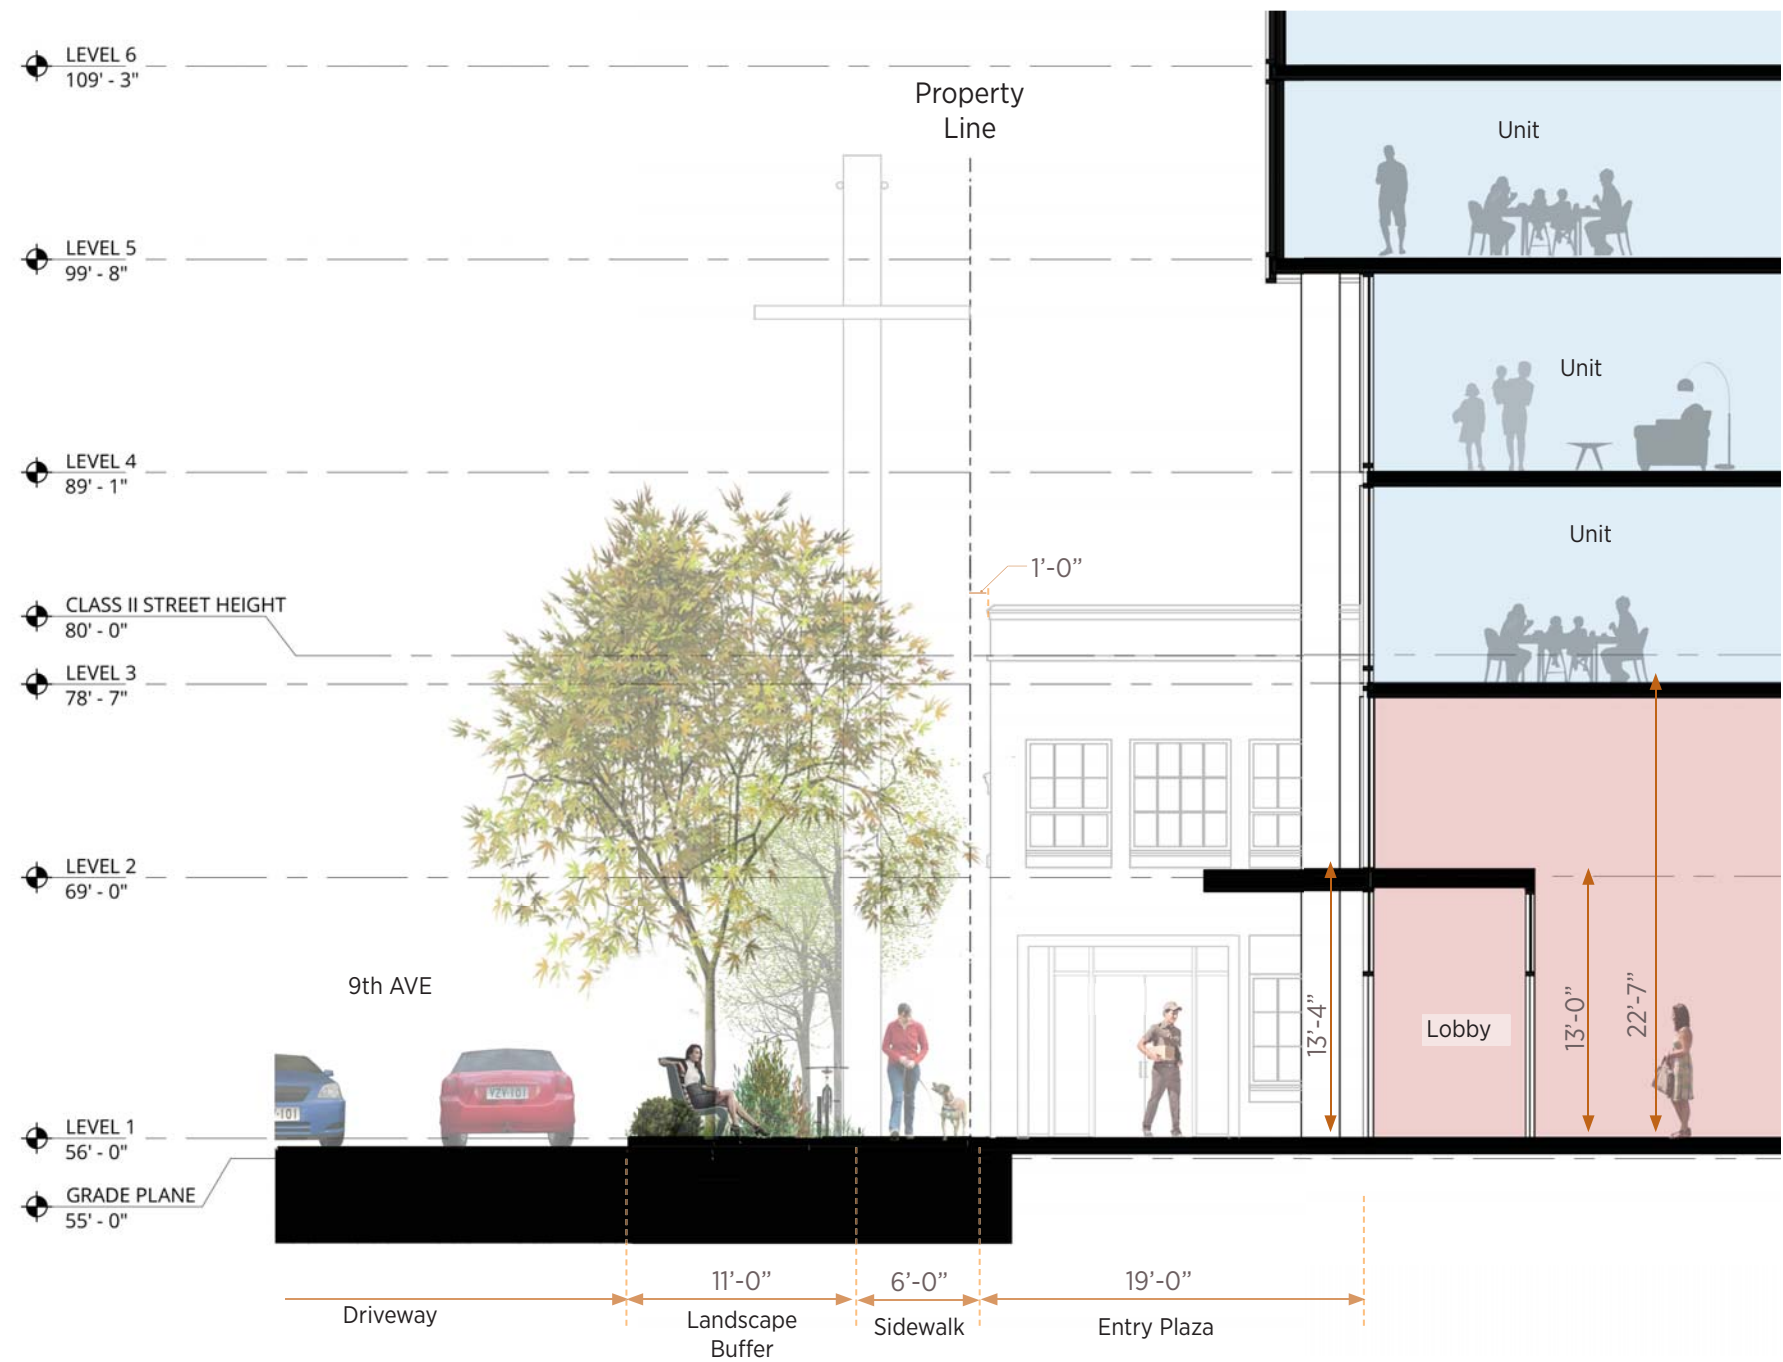 LEVEL 6
109' - 3"
Property
Line
Unit
LEVEL 5
99' - 8"
Unit
LEVEL 4
89' - 1"
Unit
1’-0”
CLASS II STREET HEIGHT
80' - 0"
LEVEL 3
78' - 7"
LEVEL 2
69' - 0"
9th AVE
13’-4”
Lobby
13’-0”
22’-7”
YZY·101
·101
LEVEL 1
56' - 0"
GRADE PLANE
55' - 0"
11’-0”
6’-0”
19’-0”
Driveway
Landscape
Buffer
Sidewalk
Entry Plaza